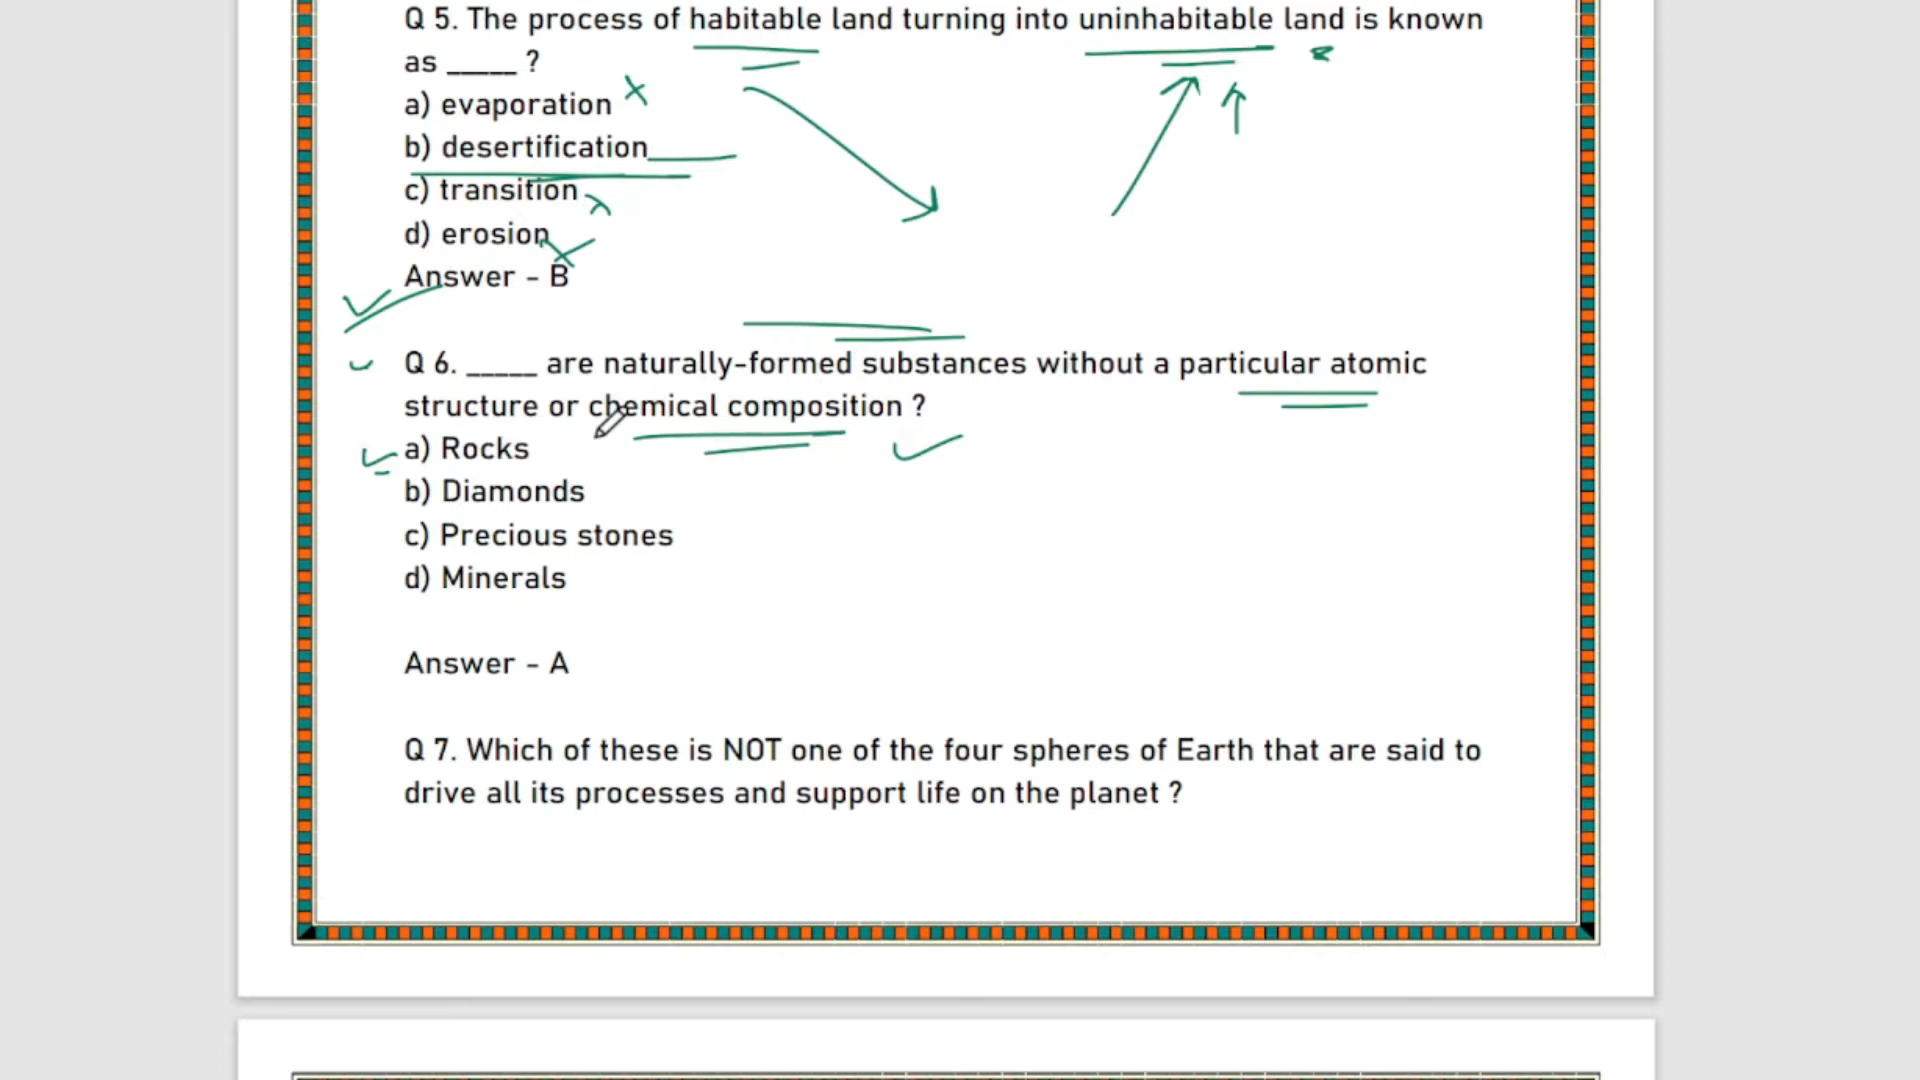 Q 5. The process of habitable land turning into uninhabitable land is known
as _____ ?
a) evaporation
b) desertification
c) transition
d) erosion
Answer - B
Q 6. _____ are naturally-formed substances without a particular atomic
structure or chemical composition ?
a) Rocks
b) Diamonds
c) Precious stones
d) Minerals
Answer - A
Q 7. Which of these is NOT one of the four spheres of Earth that are said to
drive all its processes and support life on the planet ?